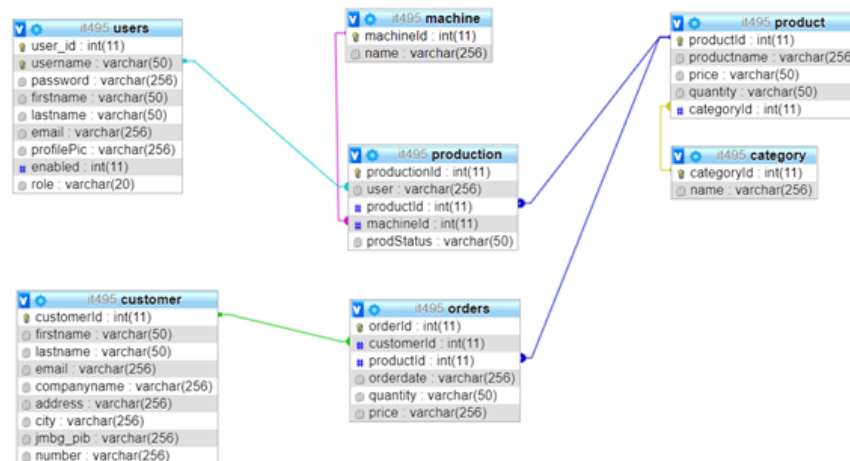 it495 users
user_id : int(11)
username : varchar(50)
password : varchar(256)
firstname : varchar(50)
lastname : varchar(50)
email : varchar(256)
profilePic : varchar(256)
enabled : int(11)
role : varchar(20)
it495 machine
machineId : int(11)
name : varchar(256)
it495 product
productId : int(11)
productname : varchar(256
price : varchar(50)
quantity : varchar(50)
categoryId : int(11)
it495 production
productionId : int(11)
user : varchar(256)
productId : int(11)
machineId : int(11)
prodStatus : varchar(50)
it495 category
categoryId : int(11)
name : varchar(256)
it495 customer
customerId : int(11)
firstname : varchar(50)
lastname : varchar(50)
email : varchar(256)
companyname : varchar(256)
address : varchar(256)
city : varchar(256)
jmbg_pib : varchar(256)
number : varchar(256)
it495 orders
orderId : int(11)
customerId : int(11)
productId : int(11)
orderdate : varchar(256)
quantity : varchar(50)
price : varchar(256)